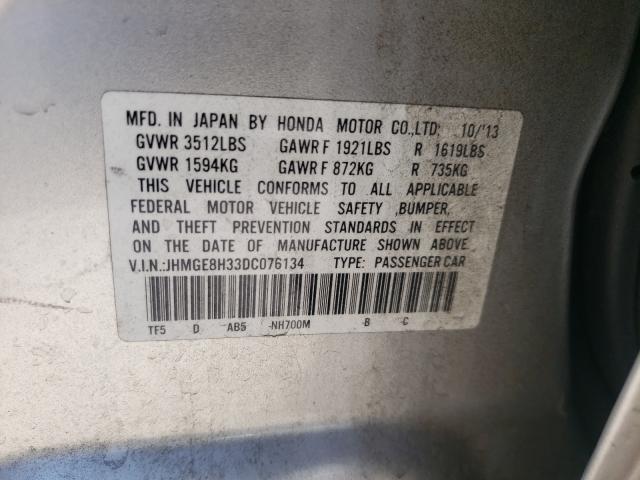 MFD. IN JAPAN BY HONDA MOTOR CO.,LTD; 10/'13
GVWR 3512LBS GAWR F 1921LBS R 1619LBS
GVWR 1594KG GAWR F 872KG R 735KG
THIS VEHICLE CONFORMS TO ALL APPLICABLE
FEDERAL MOTOR VEHICLE SAFETY ,BUMPER,
AND THEFT PREVENTION STANDARDS IN EFFECT
ON THE DATE OF MANUFACTURE SHOWN ABOVE.
V.I.N.:JHMGE8H33DC076134 TYPE: PASSENGER CAR
TF5 D -AB5 -NH700M -B -C